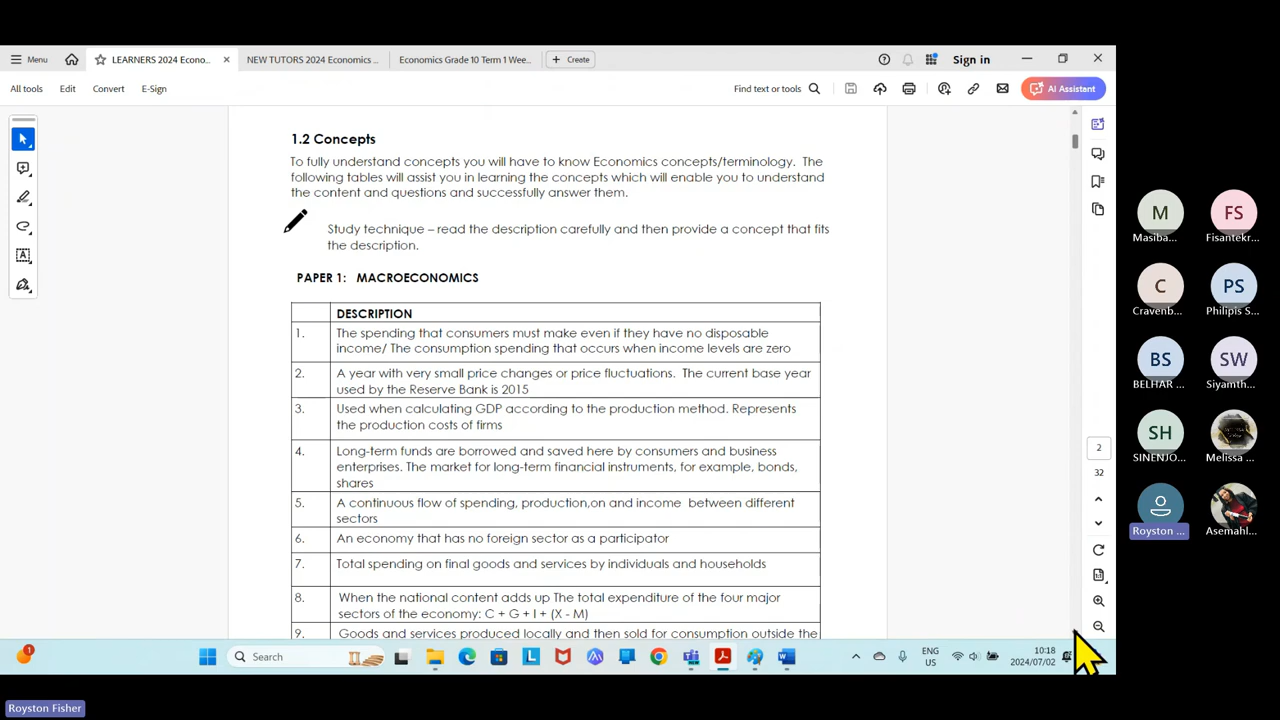 Menu
LEARNERS 2024 Econo...
NEW TUTORS 2024 Economics ...
Economics Grade 10 Term 1 Wee...
Create
Sign in
All tools
Edit
Convert
E-Sign
Find text or tools
AI Assistant
1.2 Concepts
To fully understand concepts you will have to know Economics concepts/terminology. The
following tables will assist you in learning the concepts which will enable you to understand
the content and questions and successfully answer them.
Study technique – read the description carefully and then provide a concept that fits
the description.
PAPER 1: MACROECONOMICS
DESCRIPTION
1. The spending that consumers must make even if they have no disposable
income/ The consumption spending that occurs when income levels are zero
2. A year with very small price changes or price fluctuations. The current base year
used by the Reserve Bank is 2015
3. Used when calculating GDP according to the production method. Represents
the production costs of firms
4. Long-term funds are borrowed and saved here by consumers and business
enterprises. The market for long-term financial instruments, for example, bonds,
shares
5. A continuous flow of spending, production,on and income between different
sectors
6. An economy that has no foreign sector as a participator
7. Total spending on final goods and services by individuals and households
8. When the national content adds up The total expenditure of the four major
sectors of the economy: C + G + I + (X - M)
9. Goods and services produced locally and then sold for consumption outside the
2
32
M
Masiba...
FS
Fisantekr...
C
Cravenb...
PS
Philipis S...
BS
BELHAR ...
SW
Siyamth...
SH
SINENJO...
Melissa ...
Royston ...
Asemahl...
1
Search
ENG
US
10:18
2024/07/02
Royston Fisher